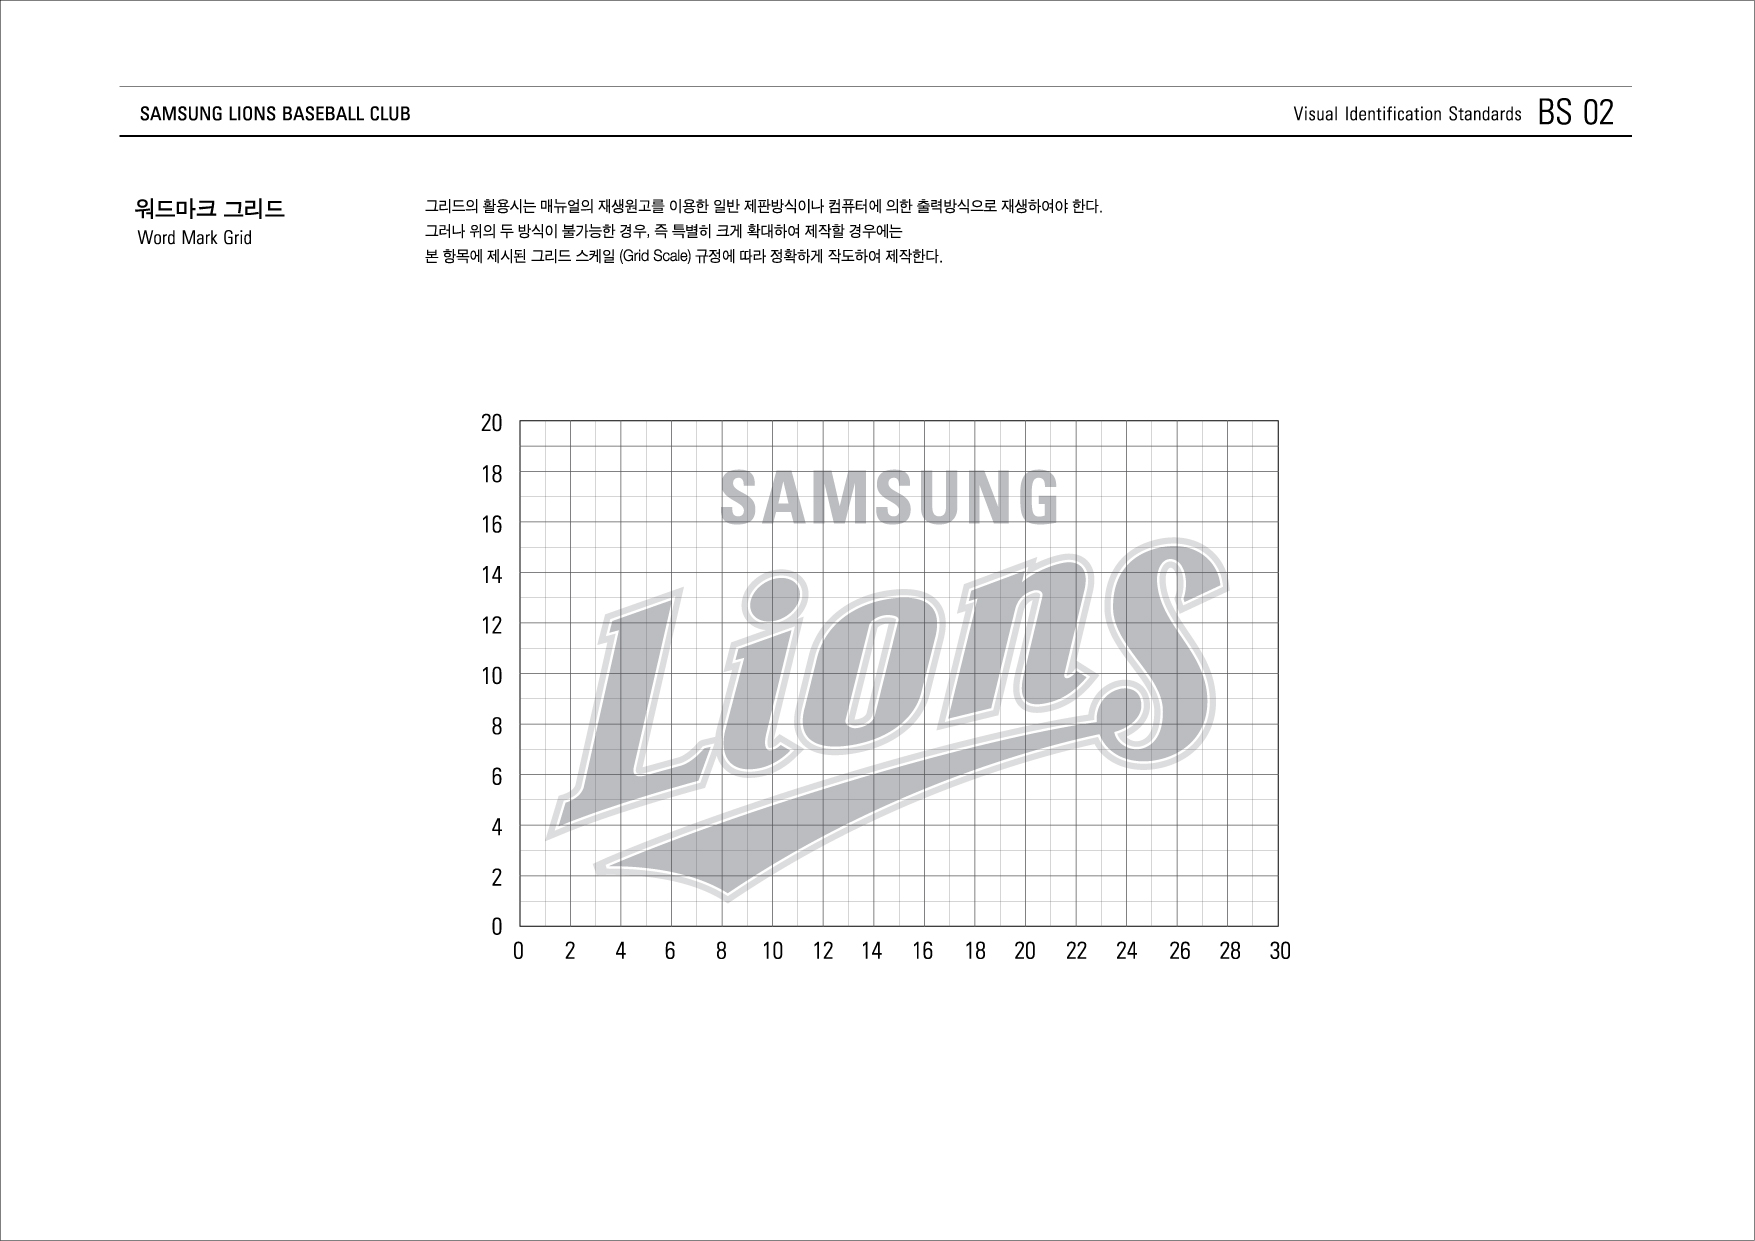 SAMSUNG LIONS BASEBALL CLUB
Visual Identification Standards BS 02
워드마크 그리드
Word Mark Grid
그리드의 활용시는 매뉴얼의 재생원고를 이용한 일반 제판방식이나 컴퓨터에 의한 출력방식으로 재생하여야 한다.
그러나 위의 두 방식이 불가능한 경우, 즉 특별히 크게 확대하여 제작할 경우에는
본 항목에 제시된 그리드 스케일 (Grid Scale) 규정에 따라 정확하게 작도하여 제작한다.
20
18
16
14
12
10
8
6
4
2
0
SAMSUNG
Lions
0 2 4 6 8 10 12 14 16 18 20 22 24 26 28 30